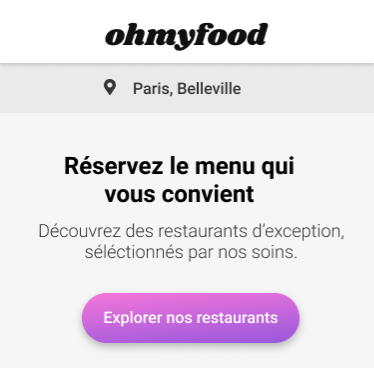 ohmyfood
Paris, Belleville
Réservez le menu qui
vous convient
Découvrez des restaurants d’exception,
séléctionnés par nos soins.
Explorer nos restaurants